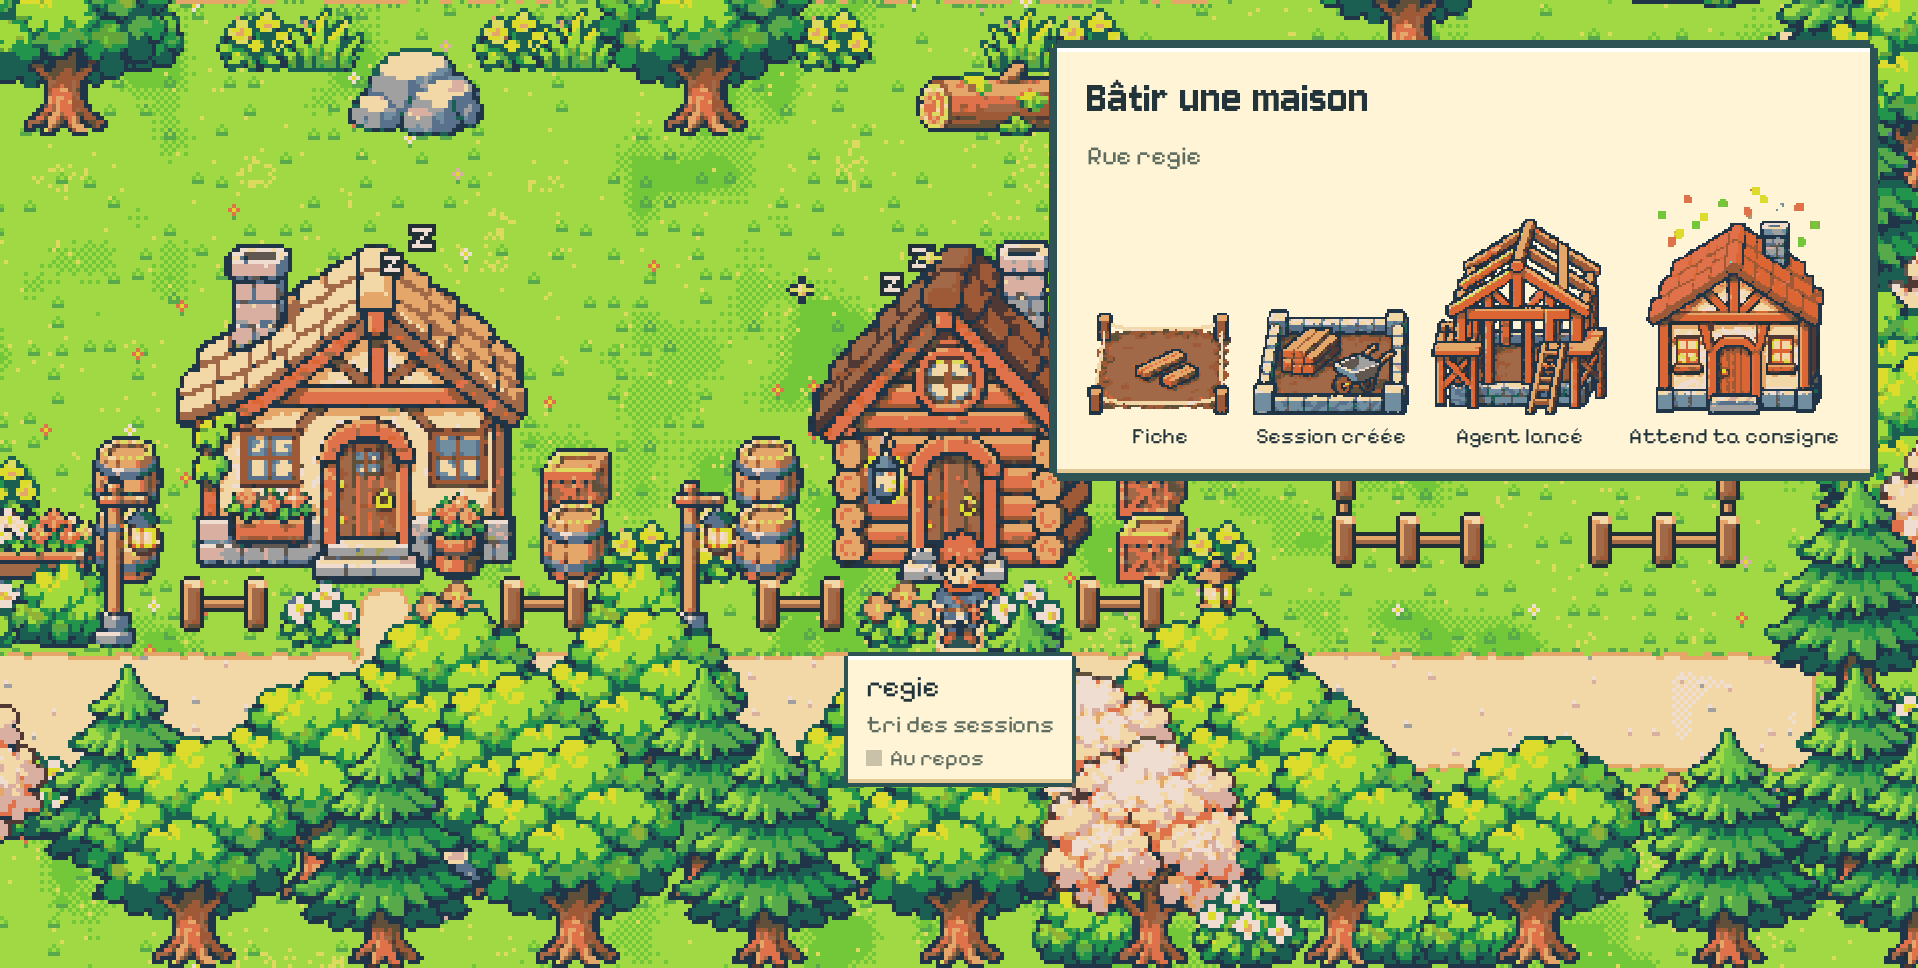 Bâtir une maison
Rue regie
Fiche
Session créée
Agent lancé
Attend ta consigne
z
z
z
z
regie
tri des sessions
Au repos